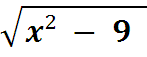 √(x² − 9)